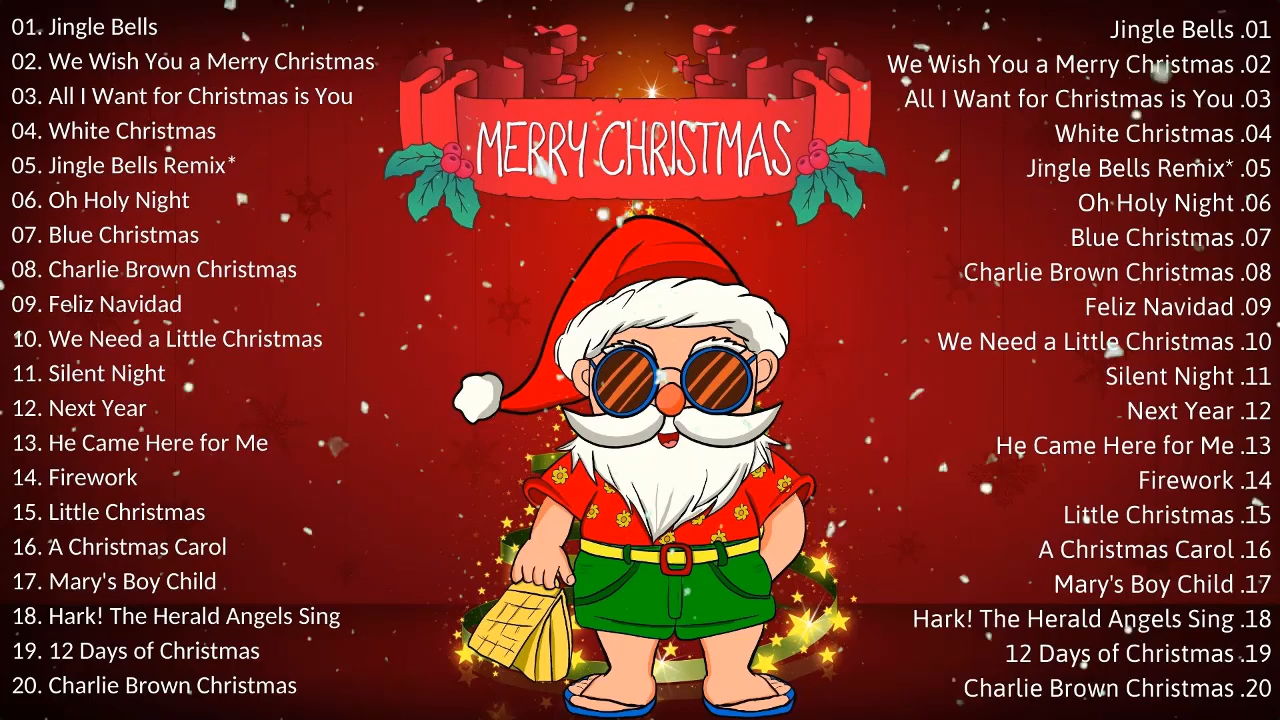 01. Jingle Bells
02. We Wish You a Merry Christmas
03. All I Want for Christmas is You
04. White Christmas
05. Jingle Bells Remix*
06. Oh Holy Night
07. Blue Christmas
08. Charlie Brown Christmas
09. Feliz Navidad
10. We Need a Little Christmas
11. Silent Night
12. Next Year
13. He Came Here for Me
14. Firework
15. Little Christmas
16. A Christmas Carol
17. Mary's Boy Child
18. Hark! The Herald Angels Sing
19. 12 Days of Christmas
20. Charlie Brown Christmas
MERRY CHRISTMAS
Jingle Bells .01
We Wish You a Merry Christmas .02
All I Want for Christmas is You .03
White Christmas .04
Jingle Bells Remix* .05
Oh Holy Night .06
Blue Christmas .07
Charlie Brown Christmas .08
Feliz Navidad .09
We Need a Little Christmas .10
Silent Night .11
Next Year .12
He Came Here for Me .13
Firework .14
Little Christmas .15
A Christmas Carol .16
Mary's Boy Child .17
Hark! The Herald Angels Sing .18
12 Days of Christmas .19
Charlie Brown Christmas .20